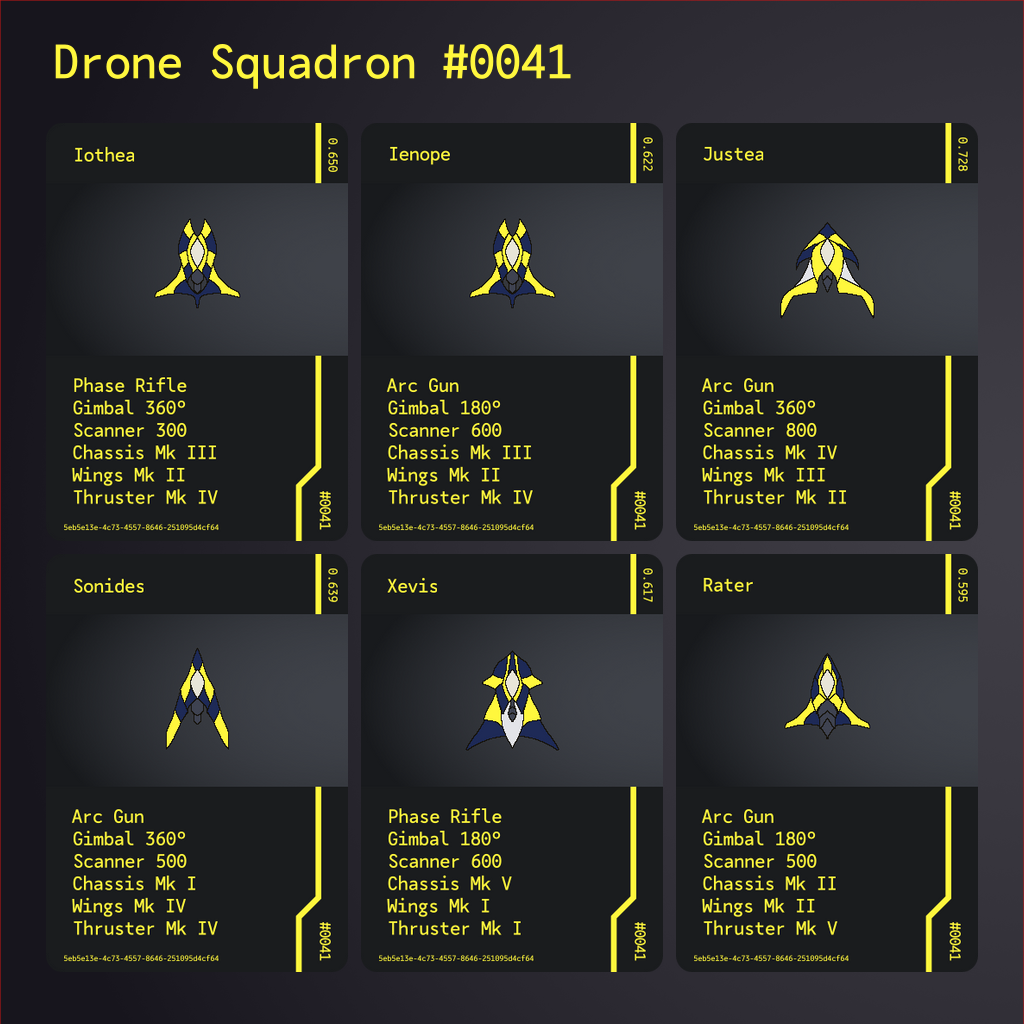 Drone Squadron #0041
Iothea
0.650
Phase Rifle
Gimbal 360°
Scanner 300
Chassis Mk III
Wings Mk II
Thruster Mk IV
#0041
5eb5e13e-4c73-4557-8646-251095d4cf64
Ienope
0.622
Arc Gun
Gimbal 180°
Scanner 600
Chassis Mk III
Wings Mk II
Thruster Mk IV
#0041
5eb5e13e-4c73-4557-8646-251095d4cf64
Justea
0.728
Arc Gun
Gimbal 360°
Scanner 800
Chassis Mk IV
Wings Mk III
Thruster Mk II
#0041
5eb5e13e-4c73-4557-8646-251095d4cf64
Sonides
0.639
Arc Gun
Gimbal 360°
Scanner 500
Chassis Mk I
Wings Mk IV
Thruster Mk IV
#0041
5eb5e13e-4c73-4557-8646-251095d4cf64
Xevis
0.617
Phase Rifle
Gimbal 180°
Scanner 600
Chassis Mk V
Wings Mk I
Thruster Mk I
#0041
5eb5e13e-4c73-4557-8646-251095d4cf64
Rater
0.595
Arc Gun
Gimbal 180°
Scanner 500
Chassis Mk II
Wings Mk II
Thruster Mk V
#0041
5eb5e13e-4c73-4557-8646-251095d4cf64